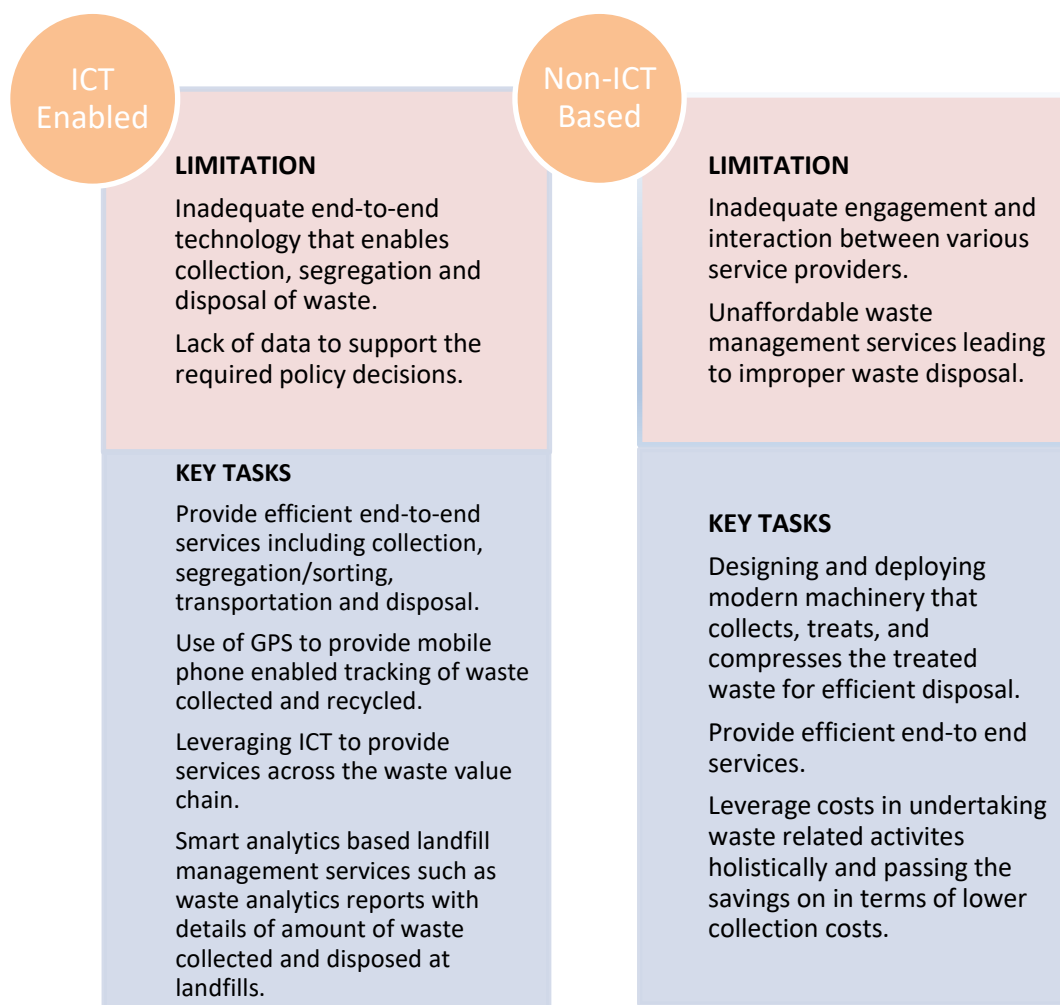 ICT
Enabled
LIMITATION
Inadequate end-to-end
technology that enables
collection, segregation and
disposal of waste.
Lack of data to support the
required policy decisions.
KEY TASKS
Provide efficient end-to-end
services including collection,
segregation/sorting,
transportation and disposal.
Use of GPS to provide mobile
phone enabled tracking of waste
collected and recycled.
Leveraging ICT to provide
services across the waste value
chain.
Smart analytics based landfill
management services such as
waste analytics reports with
details of amount of waste
collected and disposed at
landfills.
Non-ICT
Based
LIMITATION
Inadequate engagement and
interaction between various
service providers.
Unaffordable waste
management services leading
to improper waste disposal.
KEY TASKS
Designing and deploying
modern machinery that
collects, treats, and
compresses the treated
waste for efficient disposal.
Provide efficient end-to end
services.
Leverage costs in undertaking
waste related activites
holistically and passing the
savings on in terms of lower
collection costs.